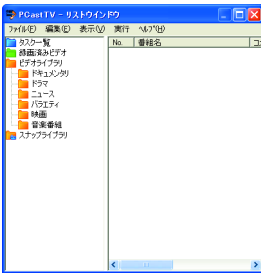 PCastTV - リストウインドウ
ファイル(F) 編集(E) 表示(V) 実行 ヘルプ(H)
No. 番組名
タスク一覧
録画済みビデオ
ビデオライブラリ
ドキュメンタリ
ドラマ
ニュース
バラエティ
映画
音楽番組
スナップライブラリ